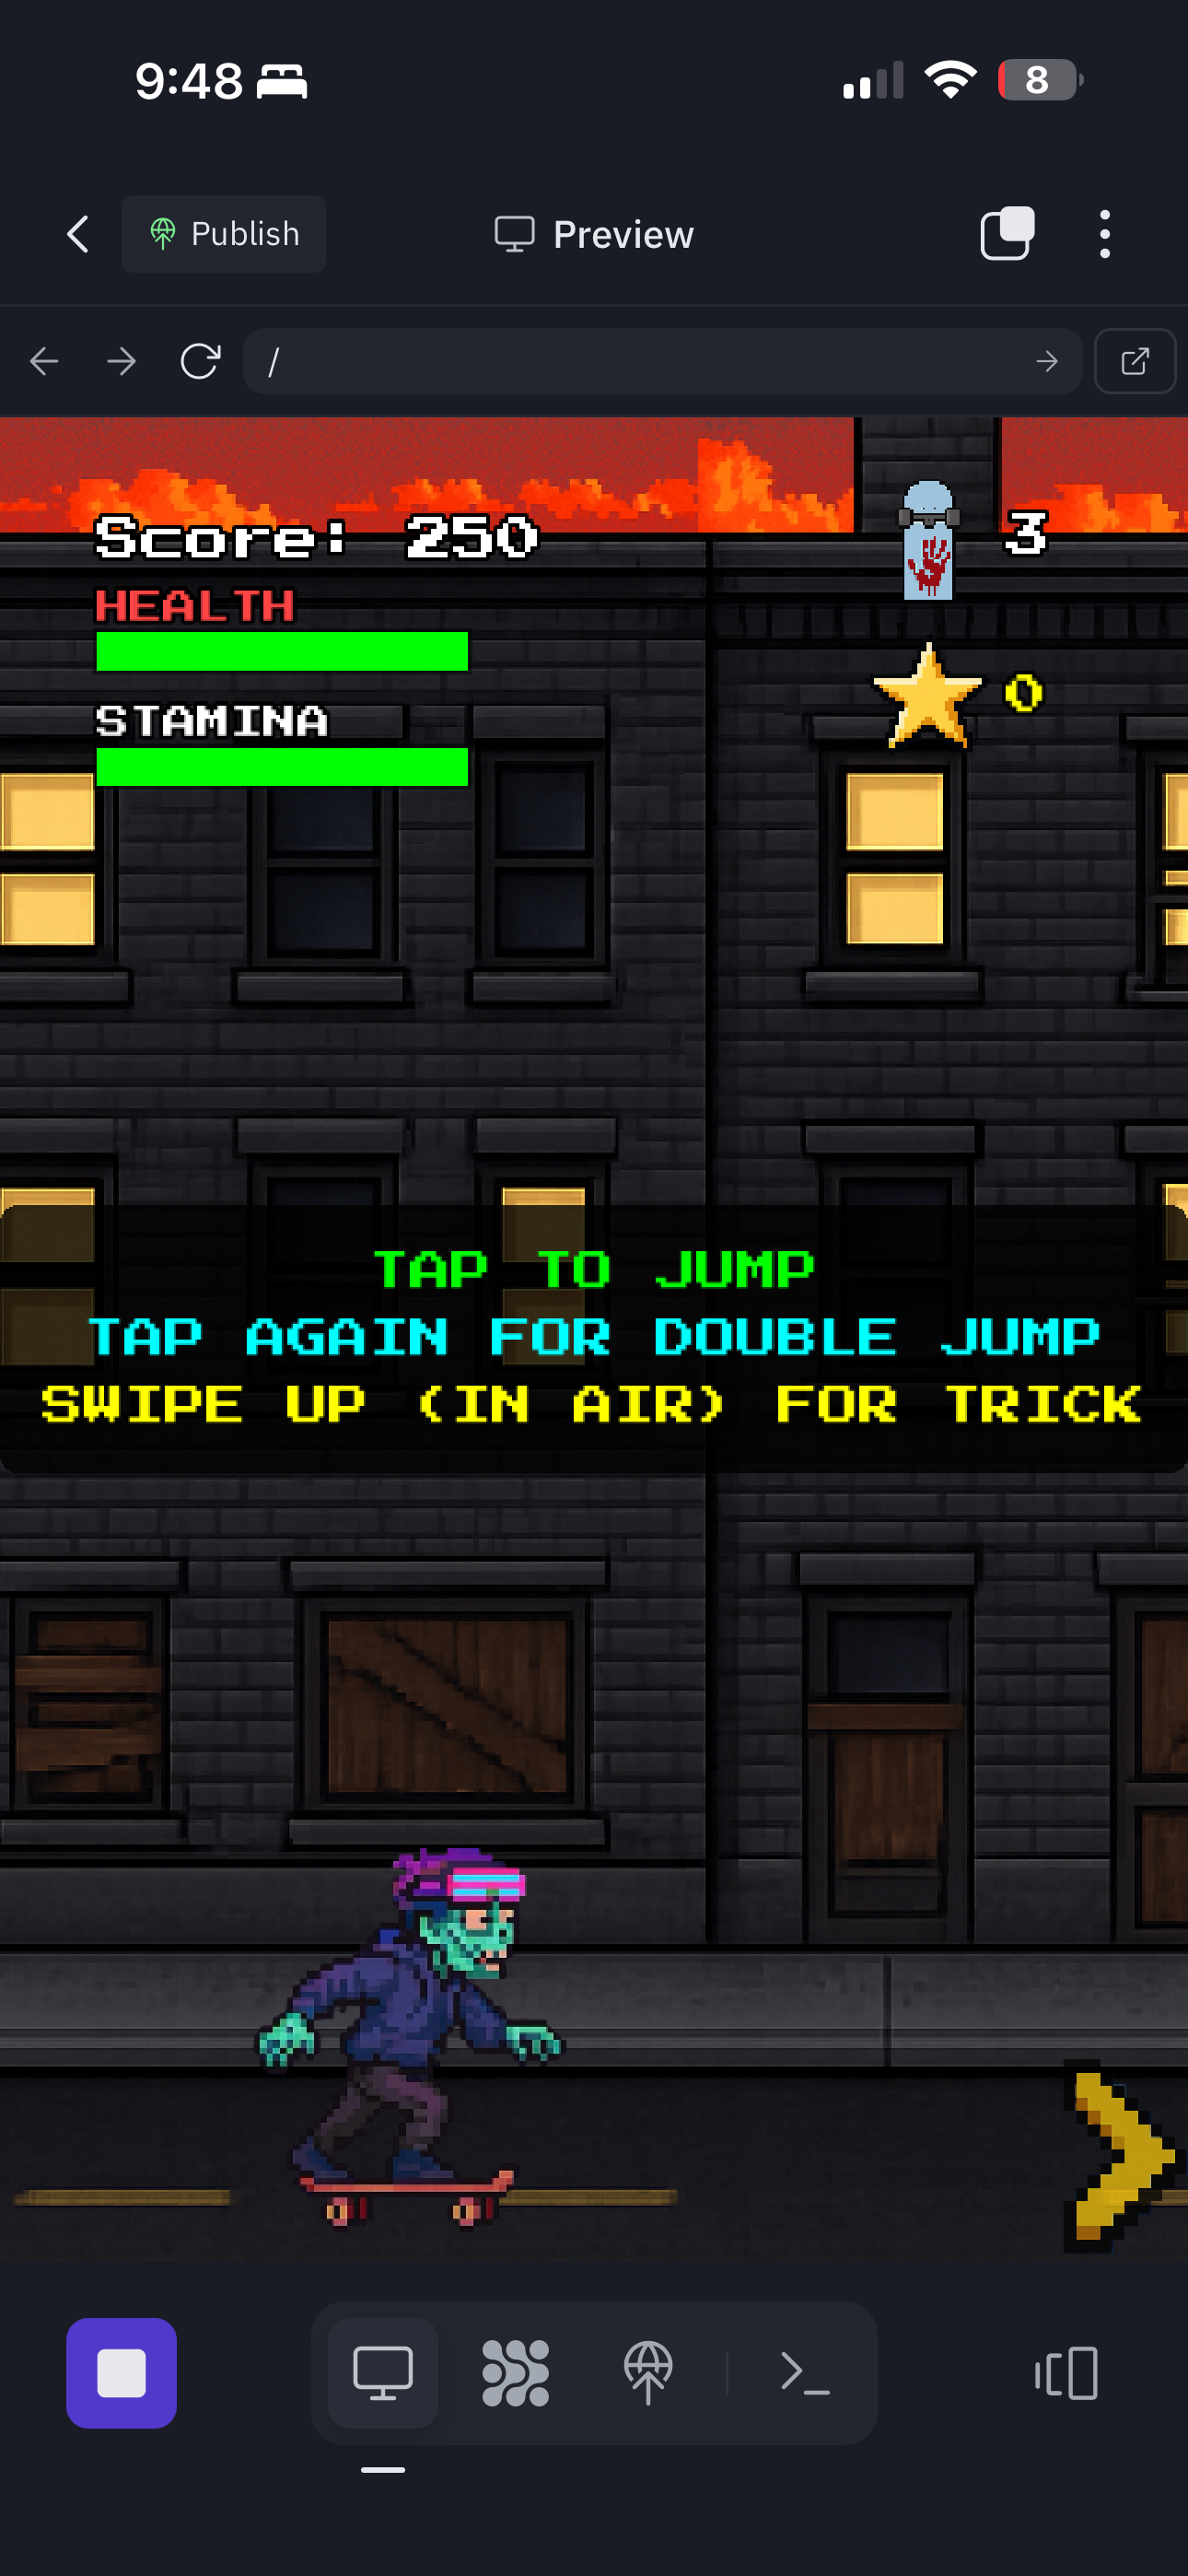 9:48
8
Publish
Preview
/
Score: 250
3
HEALTH
0
STAMINA
TAP TO JUMP
TAP AGAIN FOR DOUBLE JUMP
SWIPE UP (IN AIR) FOR TRICK